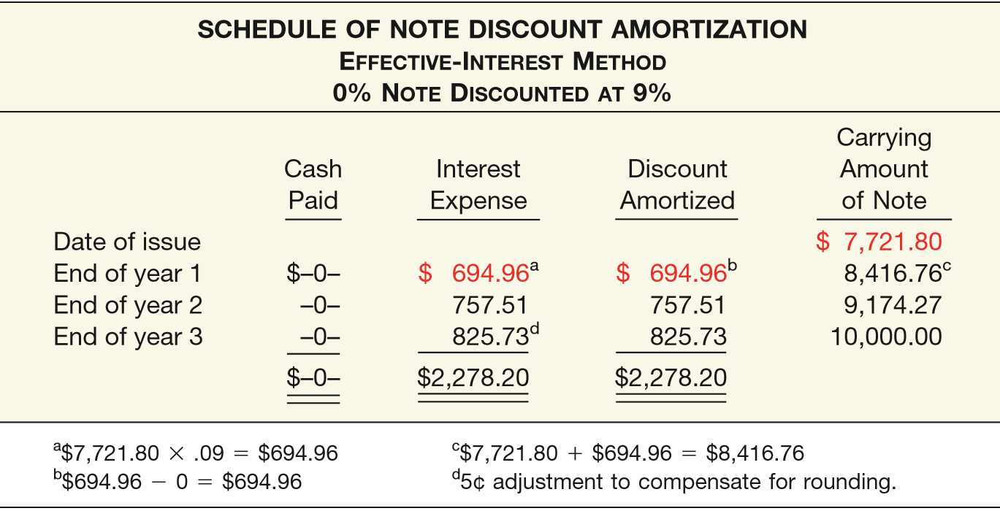 SCHEDULE OF NOTE DISCOUNT AMORTIZATION
EFFECTIVE-INTEREST METHOD
0% NOTE DISCOUNTED AT 9%
Carrying
Cash Interest Discount Amount
Paid Expense Amortized of Note
Date of issue $ 7,721.80
End of year 1 $–0– $ 694.96a $ 694.96b 8,416.76c
End of year 2 –0– 757.51 757.51 9,174.27
End of year 3 –0– 825.73d 825.73 10,000.00
$–0– $2,278.20 $2,278.20
a$7,721.80 × .09 = $694.96 c$7,721.80 + $694.96 = $8,416.76
b$694.96 − 0 = $694.96 d5¢ adjustment to compensate for rounding.